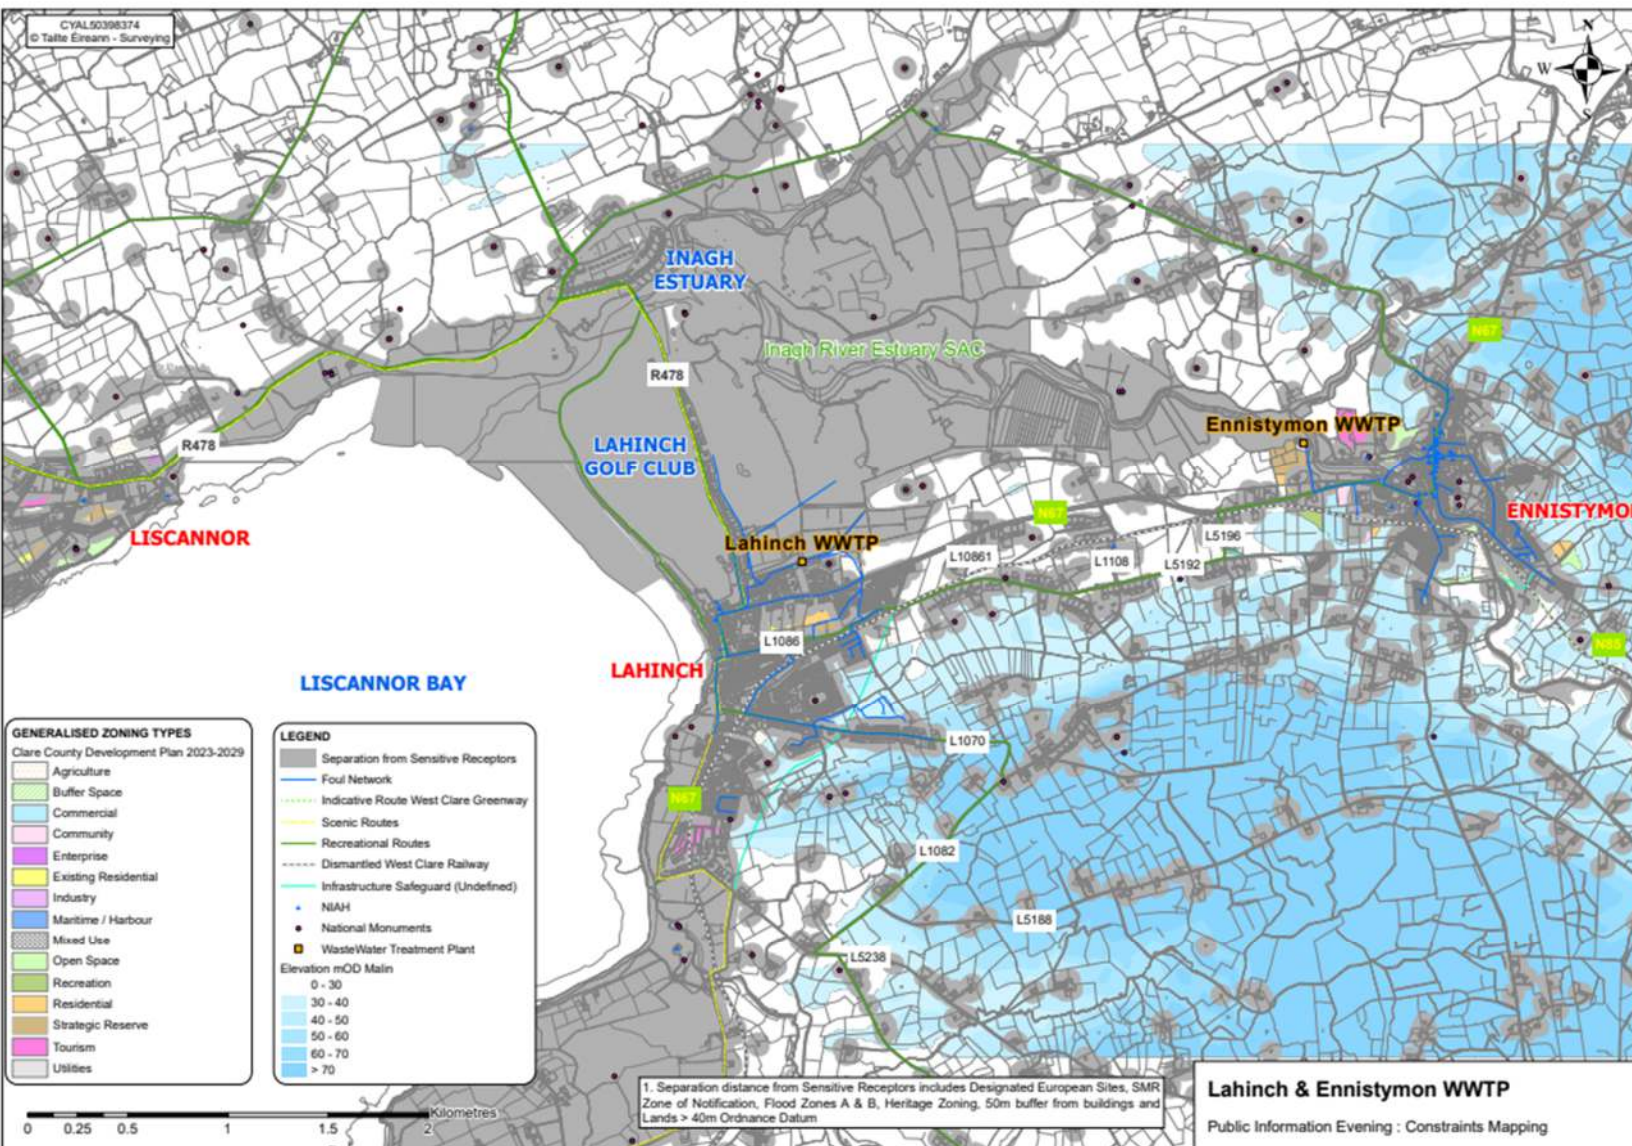 CYAL50398374
© Tailte Éireann - Surveying
N
W
S
INAGH
ESTUARY
N67
Inagh River Estuary SAC
R478
Ennistymon WWTP
R478
LAHINCH
GOLF CLUB
N67
ENNISTYMO
LISCANNOR
Lahinch WWTP
L5196
L10861
L1108
L5192
L1086
N85
LAHINCH
LISCANNOR BAY
L1070
N67
L1082
L5188
L5238
GENERALISED ZONING TYPES
Clare County Development Plan 2023-2029
Agriculture
Buffer Space
Commercial
Community
Enterprise
Existing Residential
Industry
Maritime / Harbour
Mixed Use
Open Space
Recreation
Residential
Strategic Reserve
Tourism
Utilities
LEGEND
Separation from Sensitive Receptors
Foul Network
Indicative Route West Clare Greenway
Scenic Routes
Recreational Routes
Dismantled West Clare Railway
Infrastructure Safeguard (Undefined)
NIAH
National Monuments
WasteWater Treatment Plant
Elevation mOD Malin
0 - 30
30 - 40
40 - 50
50 - 60
60 - 70
> 70
Kilometres
0 0.25 0.5 1 1.5 2
1. Separation distance from Sensitive Receptors includes Designated European Sites, SMR
Zone of Notification, Flood Zones A & B, Heritage Zoning, 50m buffer from buildings and
Lands > 40m Ordnance Datum
Lahinch & Ennistymon WWTP
Public Information Evening : Constraints Mapping